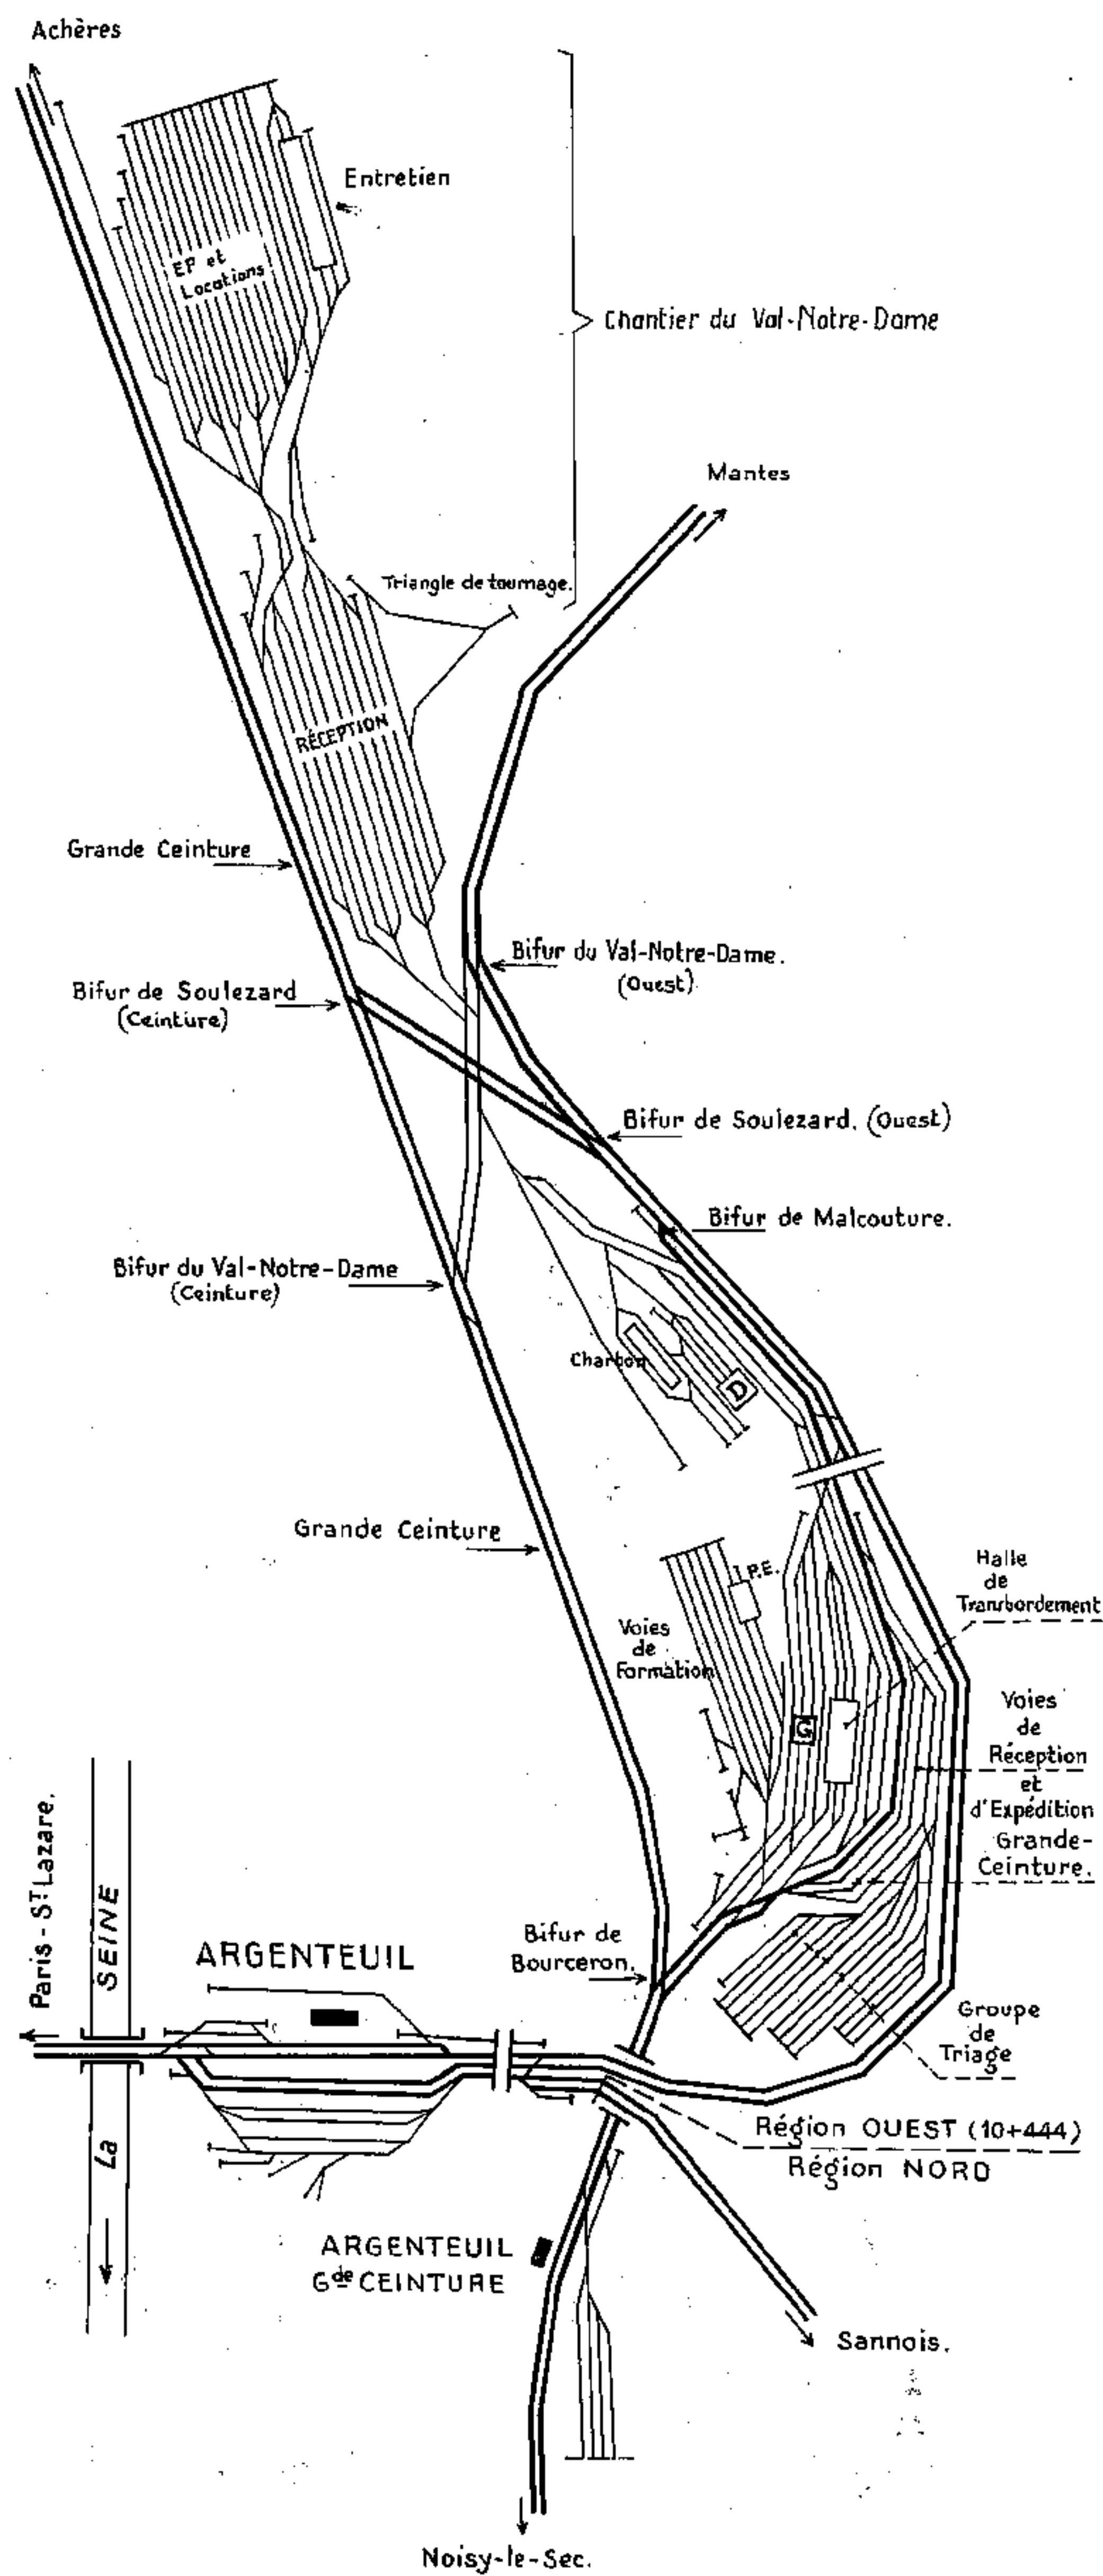 Achères
Entretien
EP et
Locations
Chantier du Val-Notre-Dame
Mantes
Triangle de tournage.
RÉCEPTION
Grande Ceinture
Bifur du Val-Notre-Dame.
(Ouest)
Bifur de Soulezard
(Ceinture)
Bifur de Soulezard. (Ouest)
Bifur de Malcouture.
Bifur du Val-Notre-Dame
(Ceinture)
Charbon
D
Grande Ceinture
P.E.
Halle
de
Transbordement
Voies
de
Formation
G
Voies
de
Réception
et
d'Expédition
Grande-
Ceinture.
Paris-St Lazare.
La SEINE
ARGENTEUIL
Bifur de
Bourceron.
Groupe
de
Triage
Région OUEST (10+444)
Région NORD
ARGENTEUIL
Gde CEINTURE
Sannois.
Noisy-le-Sec.